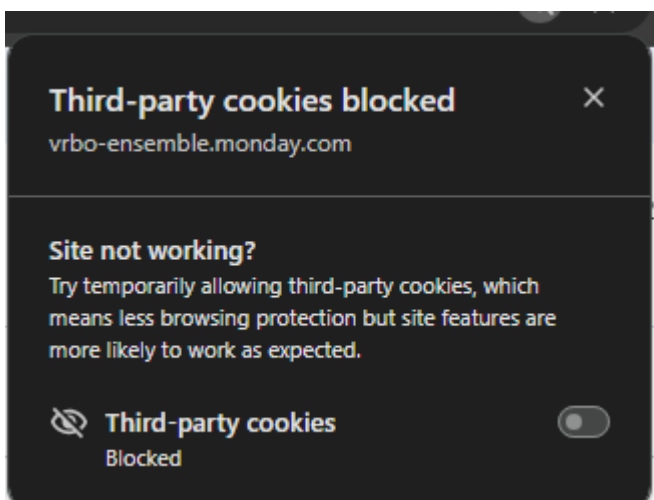 Third-party cookies blocked
vrbo-ensemble.monday.com
Site not working?
Try temporarily allowing third-party cookies, which
means less browsing protection but site features are
more likely to work as expected.
Third-party cookies
Blocked